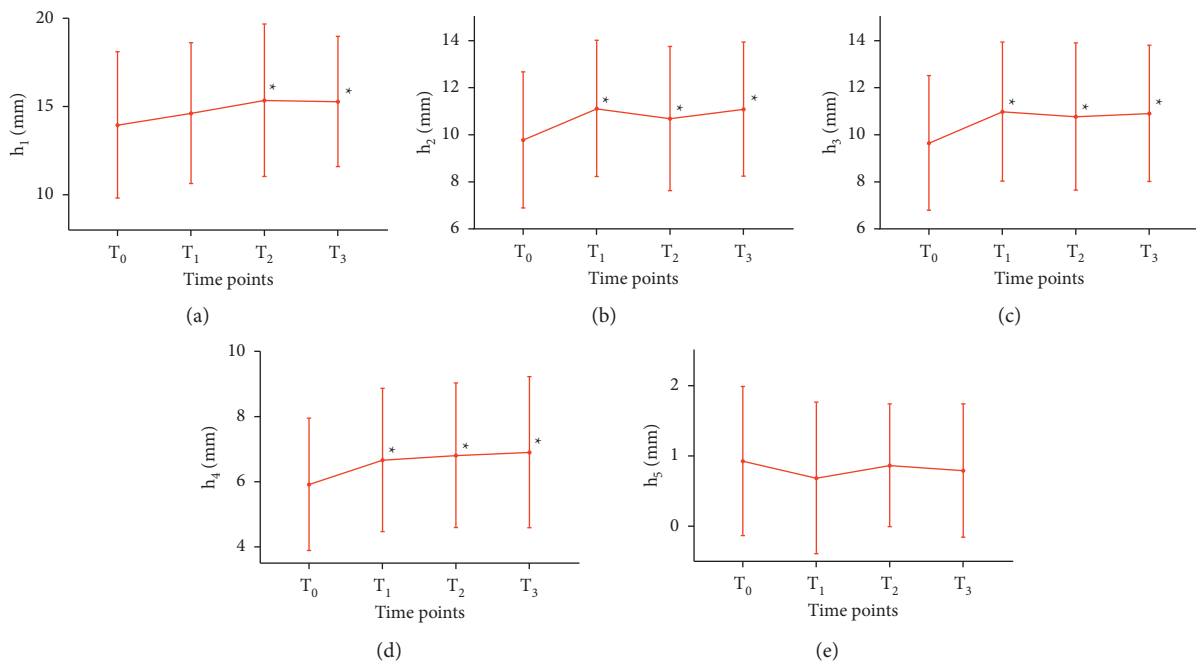 20
15
10
h1 (mm)
*
*
T0 T1 T2 T3
Time points
(a)
14
12
10
8
6
h2 (mm)
*
*
*
T0 T1 T2 T3
Time points
(b)
14
12
10
8
6
h3 (mm)
*
*
*
T0 T1 T2 T3
Time points
(c)
10
8
6
4
h4 (mm)
*
*
*
T0 T1 T2 T3
Time points
(d)
2
1
0
h5 (mm)
T0 T1 T2 T3
Time points
(e)